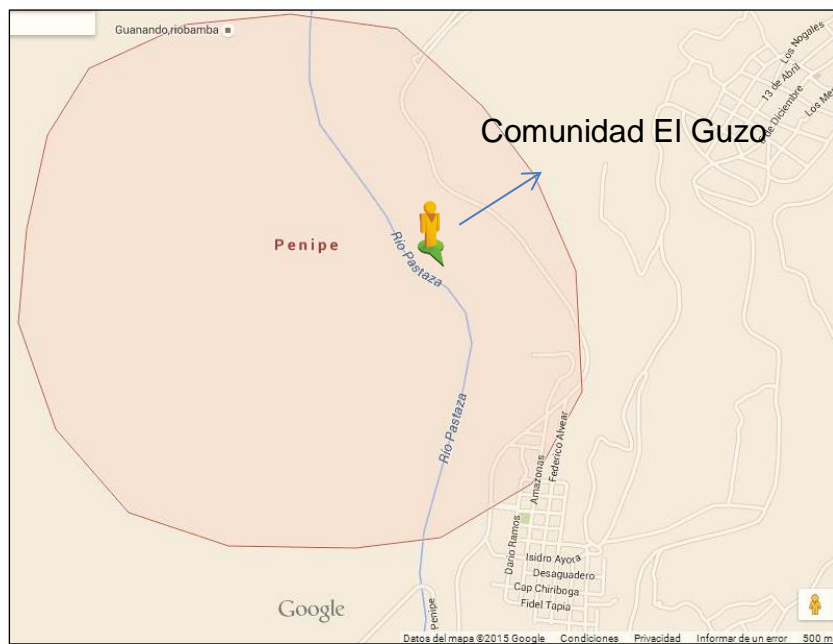 Guanando,riobamba
Los Nogales
13 de Abril
de Diciembre
Los
Comunidad El Guzo
Penipe
Río Pastaza
Río Pastaza
Federico Alvear
Amazonas
Darío Ramos
Isidro Ayora
Desaguadero
Cap Chiriboga
Fidel Tapia
Penipe
Google
Datos del mapa ©2015 Google Condiciones Privacidad Informar de un error 500 m